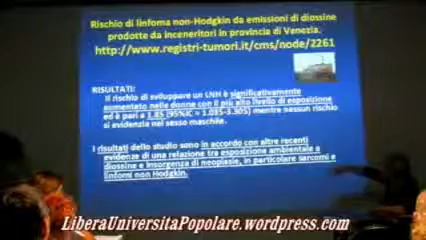 Rischio di linfoma non-Hodgkin da emissioni di diossine
prodotte da inceneritori in provincia di Venezia.
http://www.registri-tumori.it/cms/node/2261
RISULTATI:
Il rischio di sviluppare un LNH è significativamente
aumentato nelle donne con il più alto livello di esposizione
ed è pari a 1.85 (95%IC = 1.035-3.305) mentre nessun rischio
si evidenzia nel sesso maschile.
I risultati dello studio sono in accordo con altre recenti
evidenze di una relazione tra esposizione ambientale a
diossine e insorgenza di neoplasie, in particolare sarcomi e
linfomi non Hodgkin.
LiberaUniversitaPopolare.wordpress.com